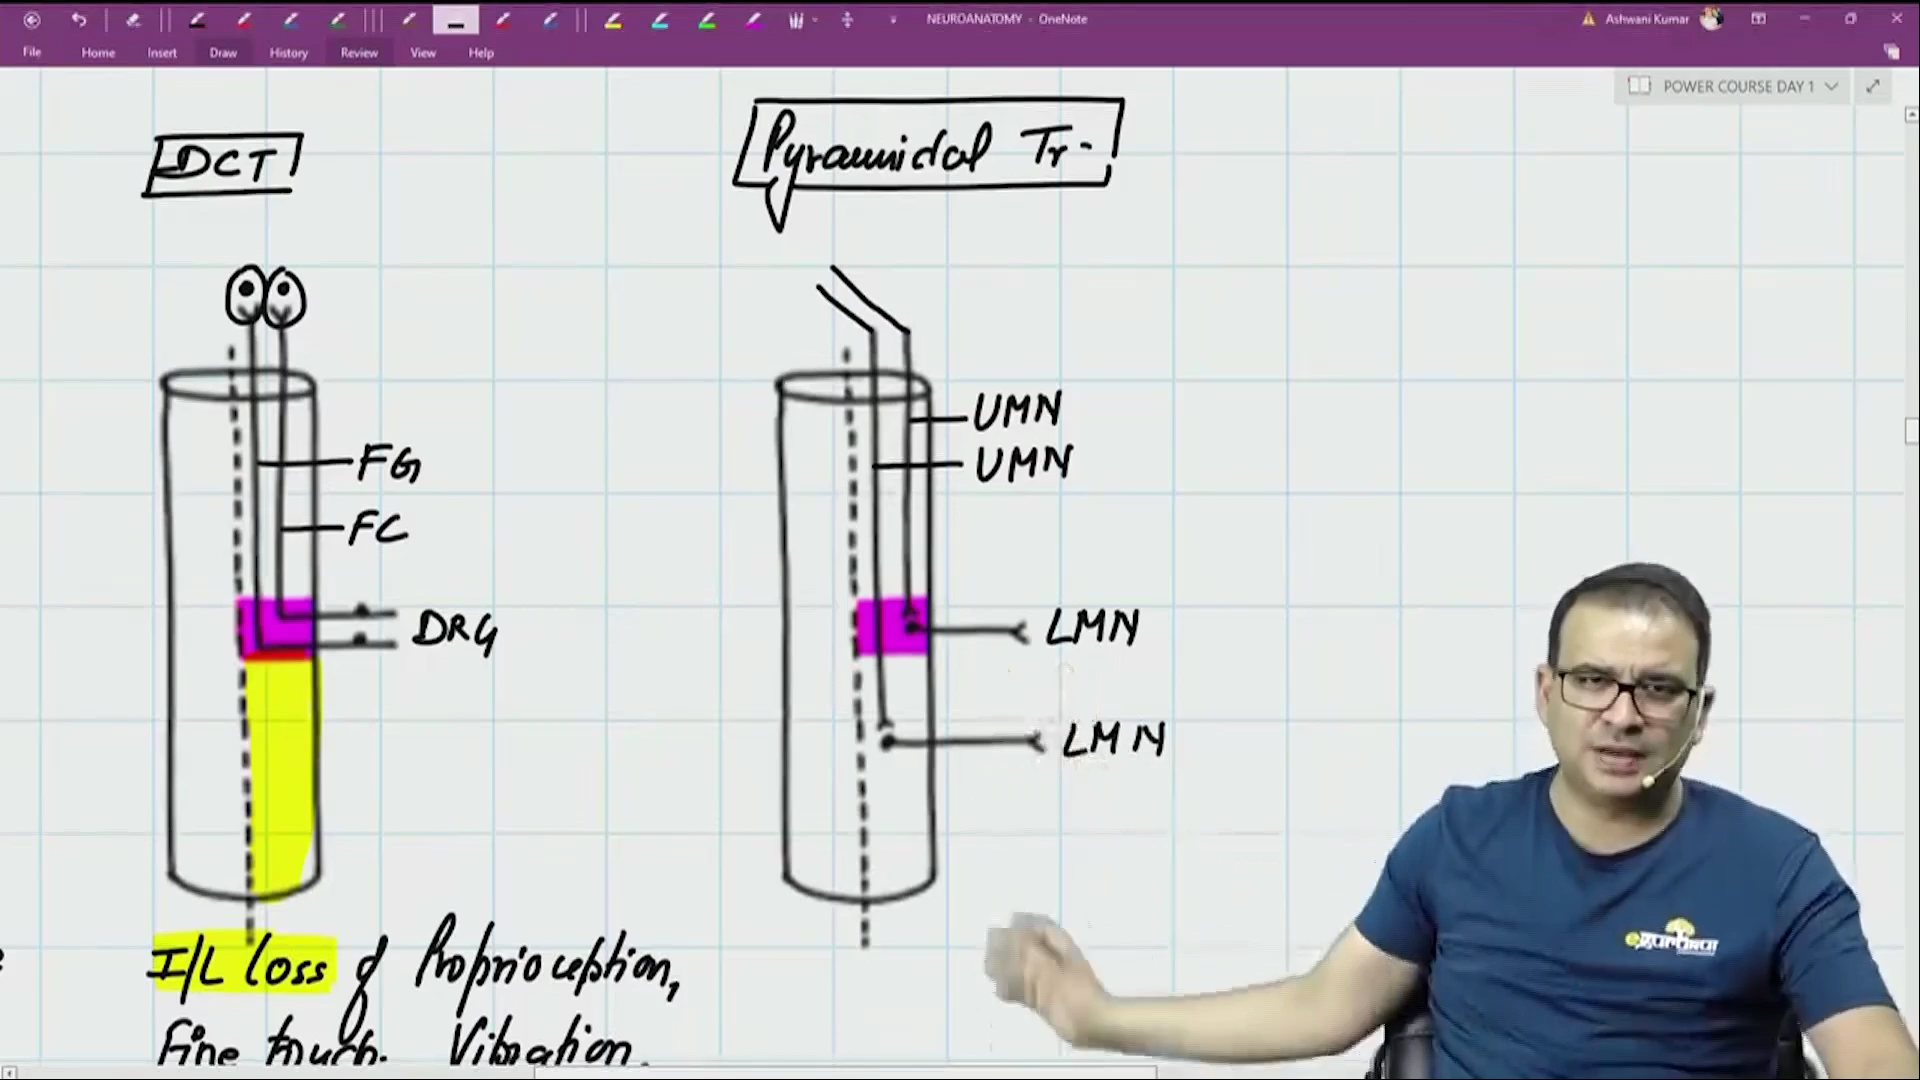 NEUROANATOMY - OneNote
Ashwani Kumar
File Home Insert Draw History Review View Help
POWER COURSE DAY 1
DCT
Pyramidal Tr.
UMN
UMN
FG
FC
DRG
LMN
LMN
I/L loss of Proprioception,
Fine touch. Vibration.